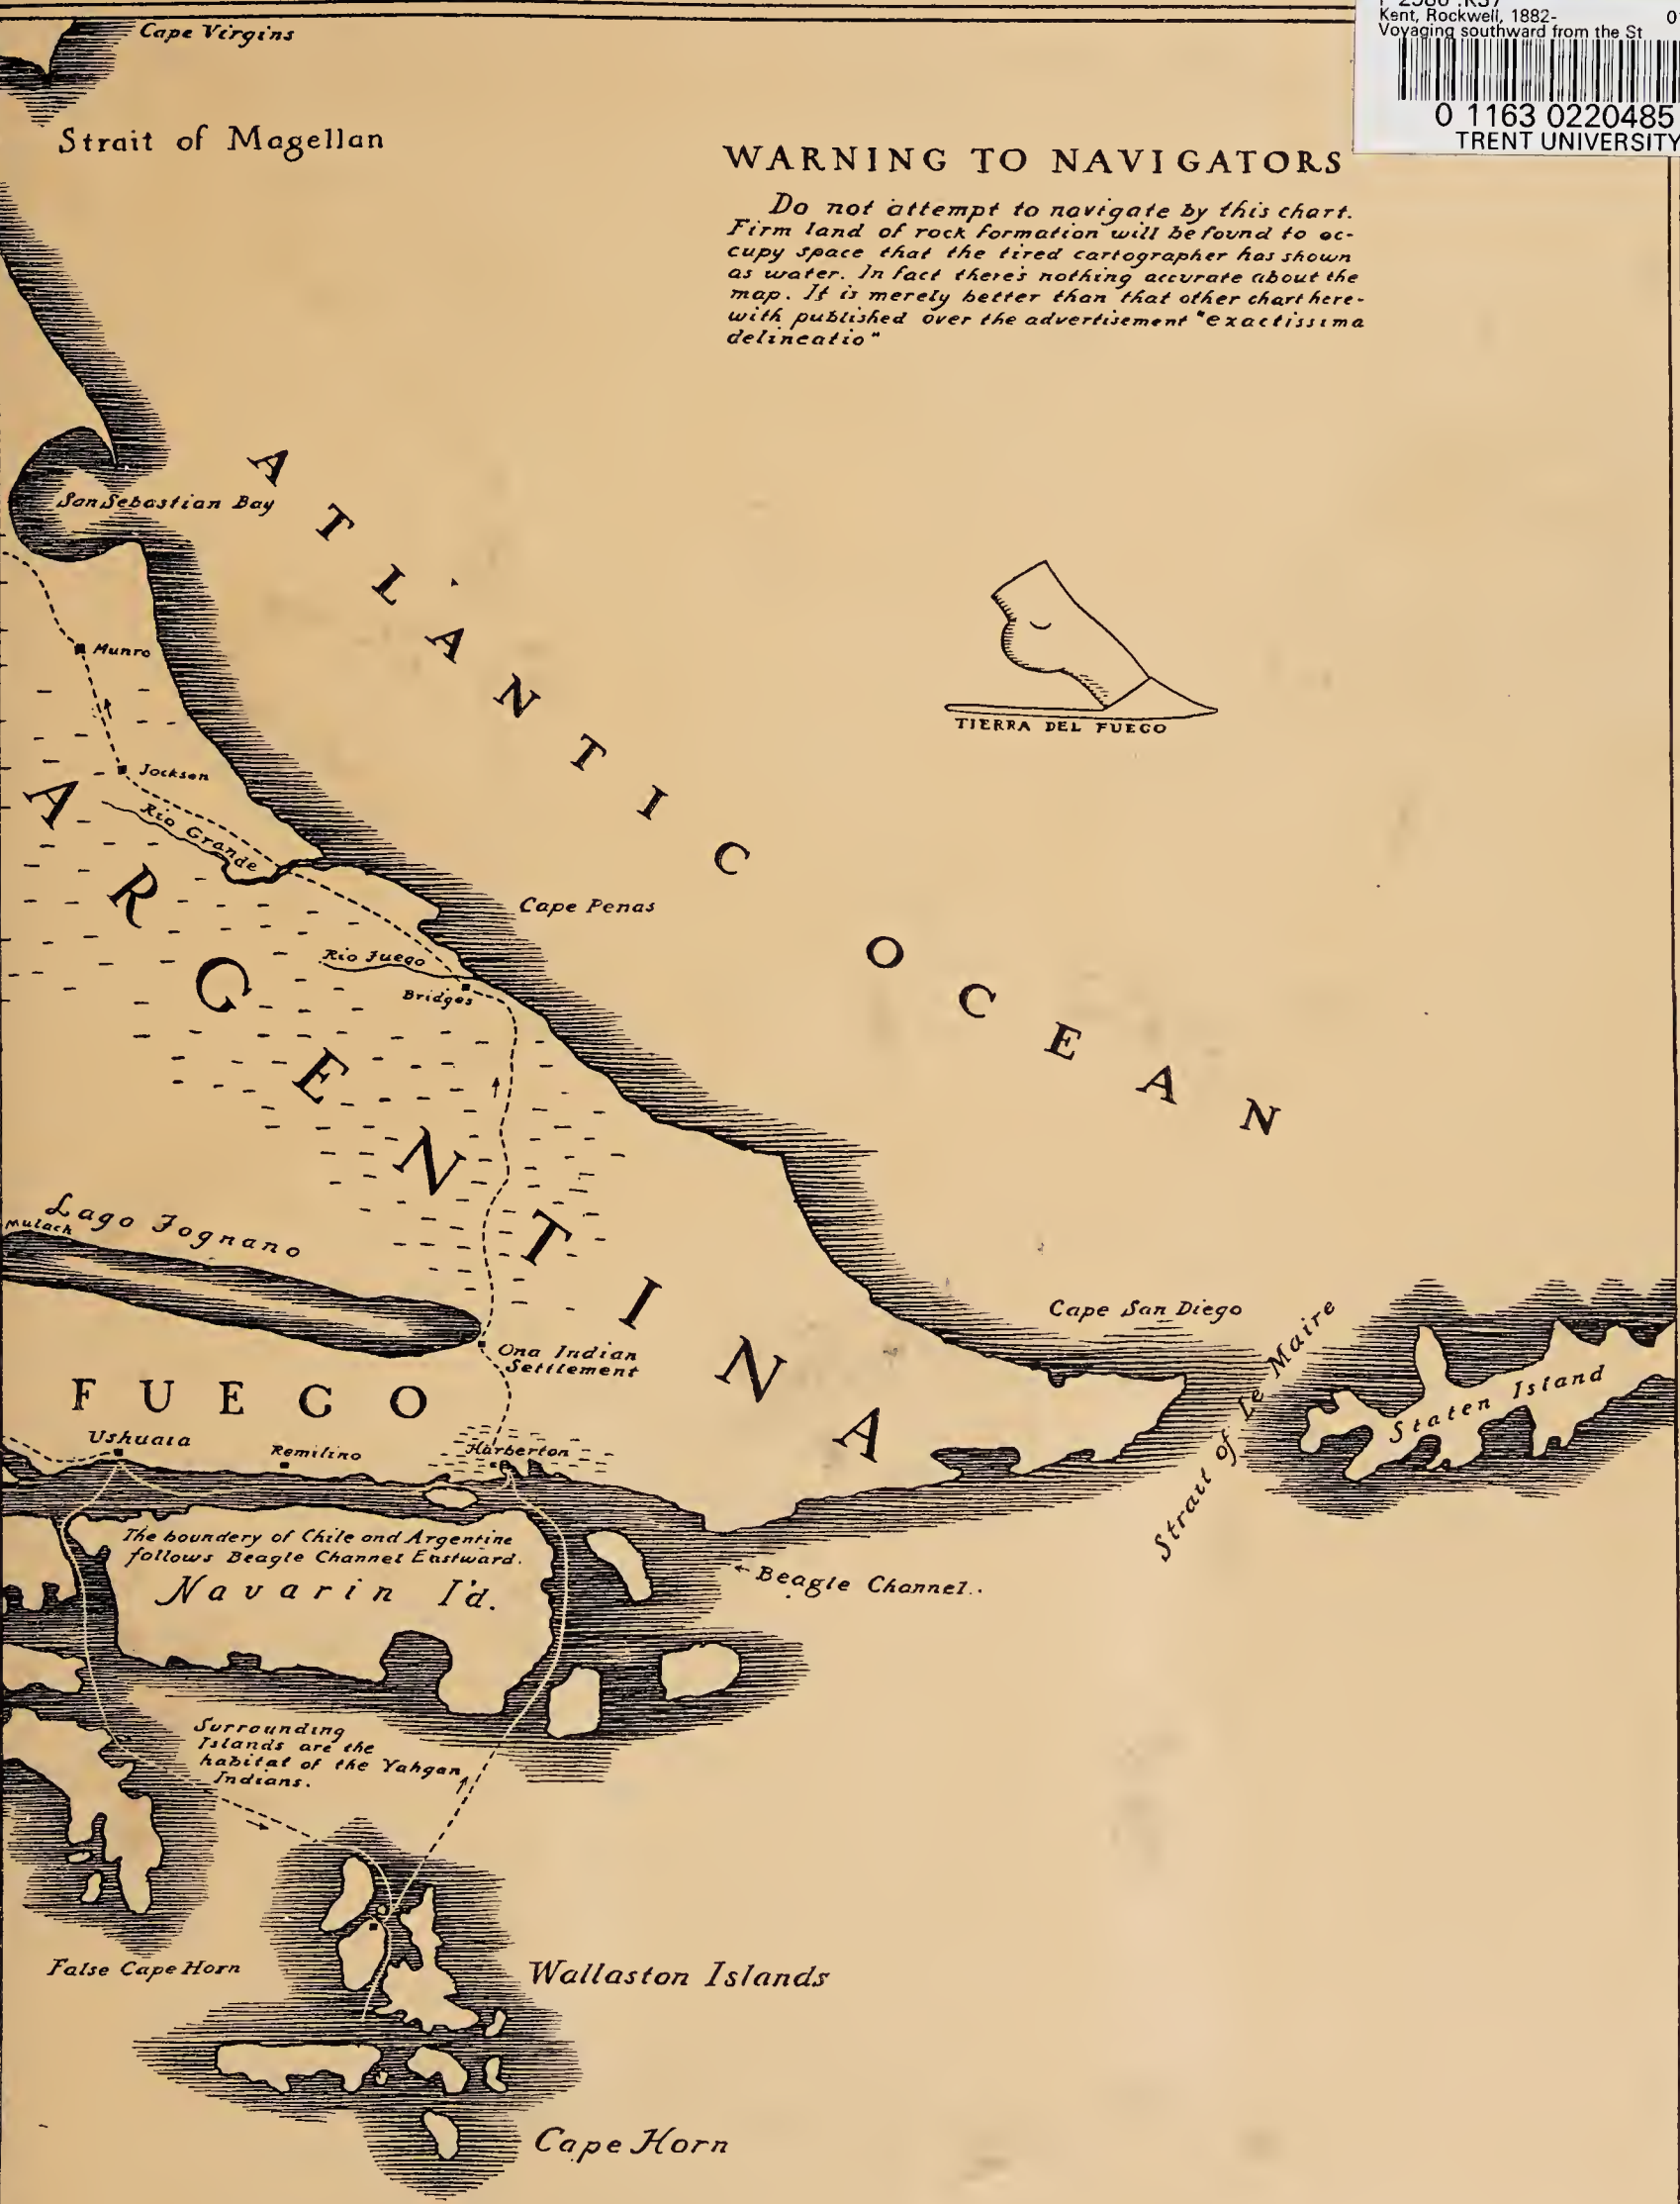 Kent, Rockwell, 1882-
Voyaging southward from the St
0 1163 0220485
TRENT UNIVERSITY
Cape Virgins
Strait of Magellan
WARNING TO NAVIGATORS
Do not attempt to navigate by this chart.
Firm land of rock formation will be found to oc-
cupy space that the tired cartographer has shown
as water. In fact there's nothing accurate about the
map. It is merely better than that other chart here-
with published over the advertisement "exactissima
delineatio"
ATLANTIC OCEAN
San Sebastian Bay
Munro
TIERRA DEL FUEGO
Jocksen
Rio Grande
ARGENTINA
Cape Penas
Rio Fuego
Bridges
Lago Fognano
Mulach
Cape San Diego
Strait of Le Maire
Staten Island
Ona Indian
Settlement
FUEGO
Ushuaia
Remilino
Harberton
The boundery of Chile and Argentine
follows Beagle Channel Eastward.
Navarin I'd.
←Beagle Channel..
Surrounding
Islands are the
habitat of the Yahgan
Indians.
False Cape Horn
Wallaston Islands
Cape Horn